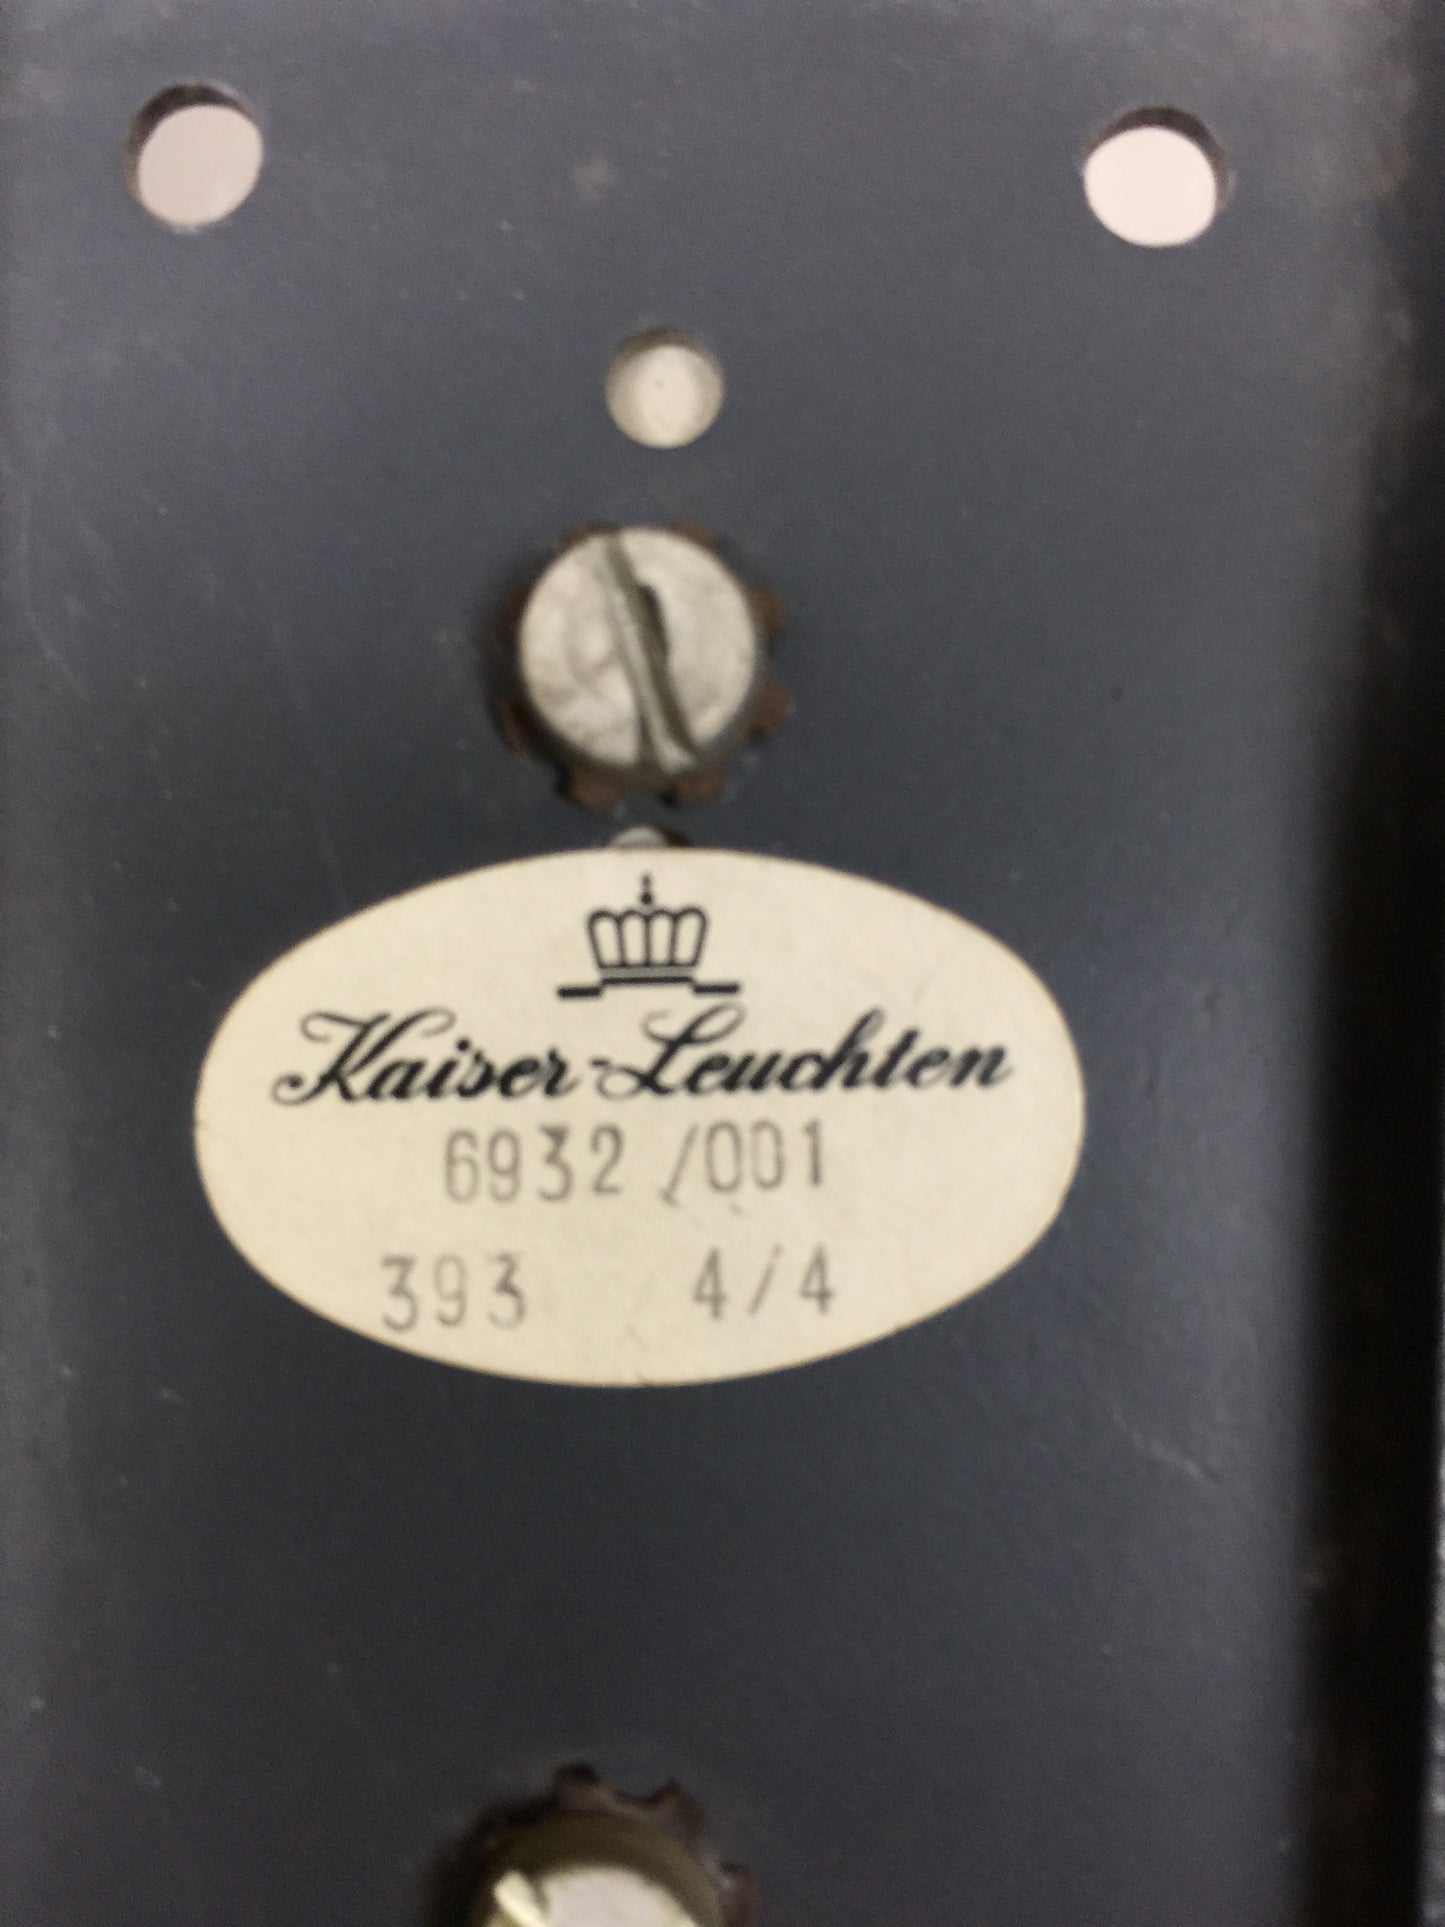 Kaiser-Leuchten
6932 /001
393 4/4